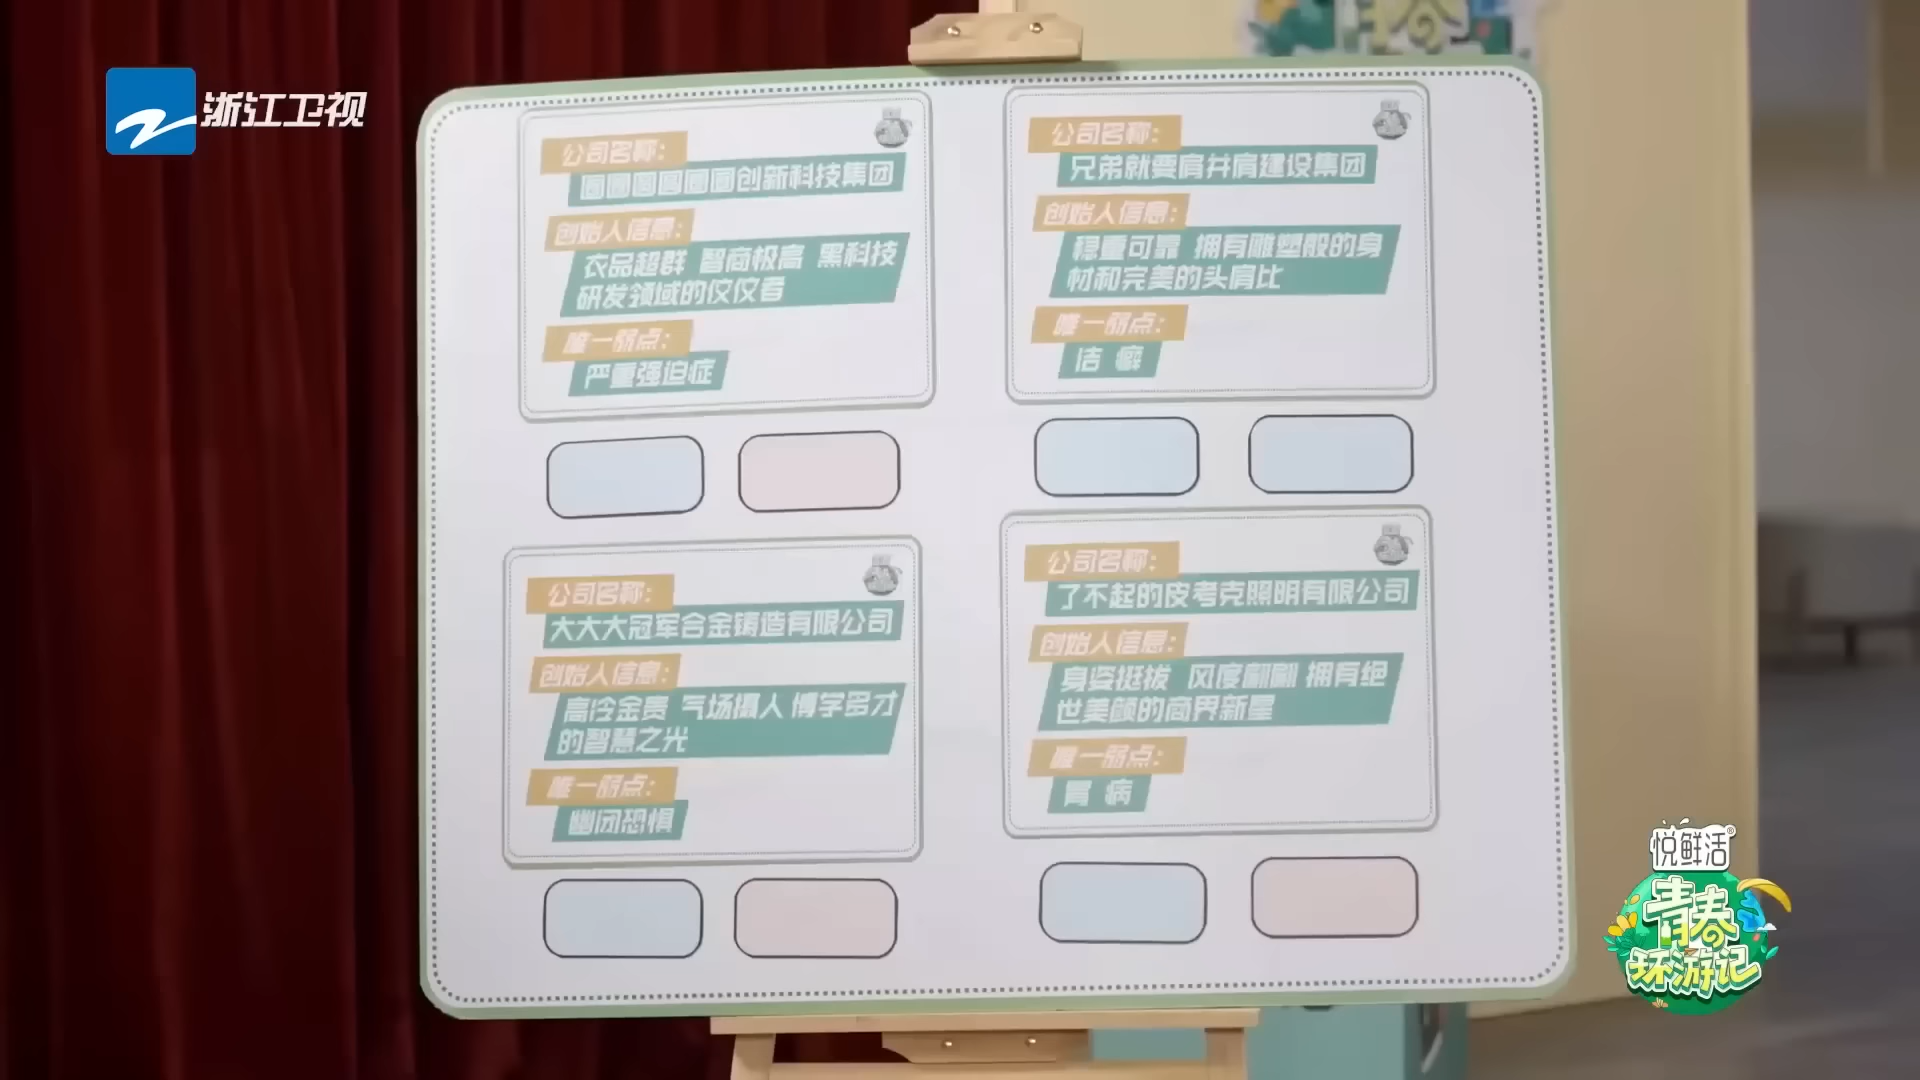 浙江卫视
公司名称：
圆圆圆圆圆圆创新科技集团
创始人信息：
衣品超群 智商极高 黑科技
研发领域的佼佼者
唯一弱点：
严重强迫症
公司名称：
兄弟就要肩并肩建设集团
创始人信息：
稳重可靠 拥有雕塑般的身
材和完美的头肩比
唯一弱点：
洁 癖
公司名称：
大大大冠军合金铸造有限公司
创始人信息：
高冷金贵 气场摄人 博学多才
的智慧之光
唯一弱点：
幽闭恐惧
公司名称：
了不起的皮考克照明有限公司
创始人信息：
身姿挺拔 风度翩翩 拥有绝
世美颜的商界新星
唯一弱点：
胃 病
悦鲜活®
青春
环游记